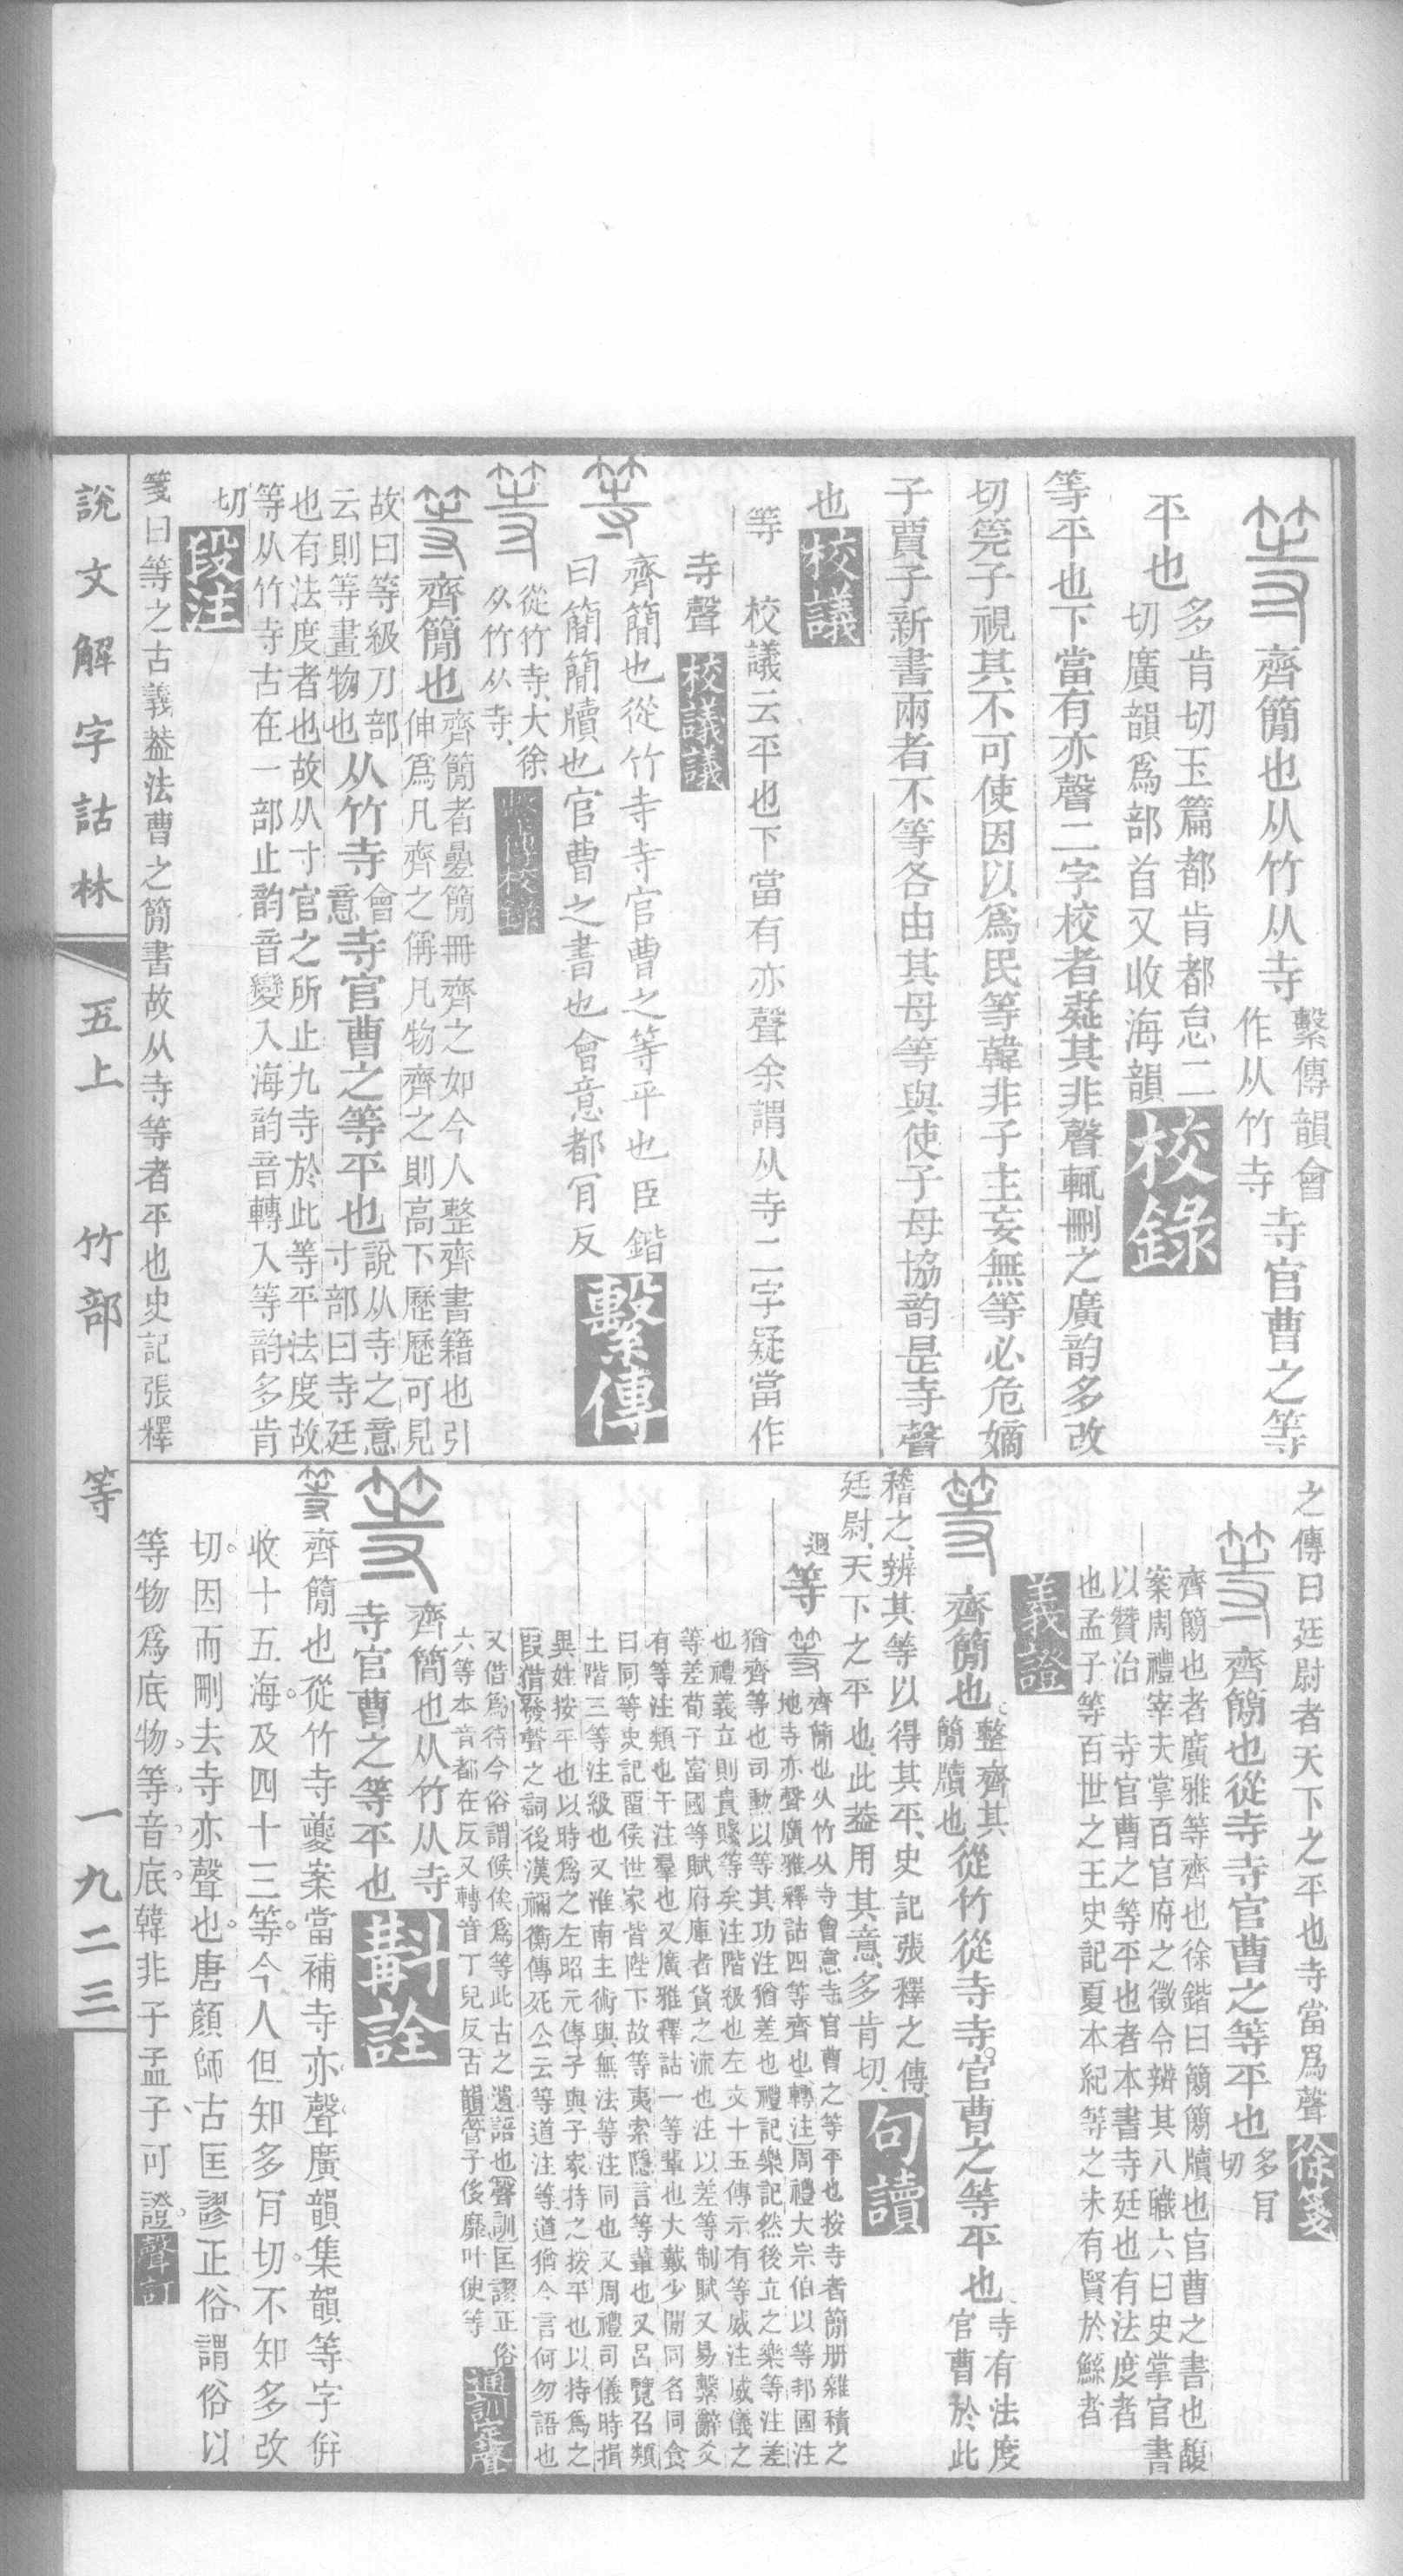 齊簡也从竹从寺繫傳韻會
作从竹寺寺官曹之等
平也多肯切玉篇都肯都怠二
切廣韻爲部首又收海韻校錄
等平也下當有亦聲二字校者疑其非聲輒刪之廣韵多改
切筦子視其不可使因以爲民等韓非子主妄無等必危嫡
子賈子新書兩者不等各由其母等與使子母協韵是寺聲
也校議
等 校議云平也下當有亦聲余謂从寺二字疑當作
寺聲校議議
齊簡也從竹寺寺官曹之等平也臣鍇
曰簡簡牘也官曹之書也會意都肎反繫傳
從竹寺大徐
从竹从寺
齊簡也齊簡者疊簡冊齊之如今人整齊書籍也引
伸爲凡齊之偁凡物齊之則高下歷歷可見
故曰等級刀部
云則等畫物也从竹寺會
意寺官曹之等平也說从寺之意
寸部曰寺廷
也有法度者也故从寸官之所止九寺於此等平法度故
等从竹寺古在一部止韵音變入海韵音轉入等韵多肯
切段注
箋曰等之古義葢法曹之簡書故从寺等者平也史記張釋
之傳曰廷尉者天下之平也寺當爲聲徐箋
齊簡也從寺寺官曹之等平也多肎
切
齊簡也者廣雅等齊也徐鍇曰簡簡牘也官曹之書也馥
案周禮宰夫掌百官府之徵令辨其八職六曰史掌官書
以贊治 寺官曹之等平也者本書寺廷也有法度者
也孟子等百世之王史記夏本紀等之未有賢於鯀者
義證
齊簡也整齊其
簡牘也從竹從寺寺官曹之等平也寺有法度
官曹於此
稽之辨其等以得其平史記張釋之傳
廷尉天下之平也此葢用其意多肯切句讀
等 齊簡也从竹从寺會意寺官曹之等平也按寺者簡册雜積之
地寺亦聲廣雅釋詁四等齊也轉注周禮大宗伯以等邦國注
猶齊等也司勳以等其功注猶差也禮記樂記然後立之樂等注差
也禮義立則貴賤等矣注階級也左文十五傳示有等威注威儀之
等差荀子富國等賦府庫者貨之流也注以差等制賦又易繫辭爻
有等注類也干注羣也又廣雅釋詁一等輩也大戴少閒同名同食
曰同等史記留侯世家皆陛下故等夷索隱言等輩也又呂覽召類
土階三等注級也又淮南主術與無法等注同也又周禮司儀時揖
異姓按平也以時爲之左昭元傳子與子家持之按平也以持爲之
假借發聲之詞後漢禰衡傳死公云等道注等道猶今言何勿語也
又借爲待今俗謂候俟爲等此古之遺語也聲訓匡謬正俗
六等本音都在反又轉音丁兒反古韻管子侈靡叶使等
通訓定聲
齊簡也从竹从寺
寺官曹之等平也斠詮
齊簡也從竹寺夔案當補寺亦聲廣韻集韻等字倂
收十五海及四十三等今人但知多肎切不知多改
切因而刪去寺亦聲也唐顏師古匡謬正俗謂俗以
等物爲底物等音底韓非子孟子可證聲訂
說文解字詁林 五上 竹部 等 一九二三